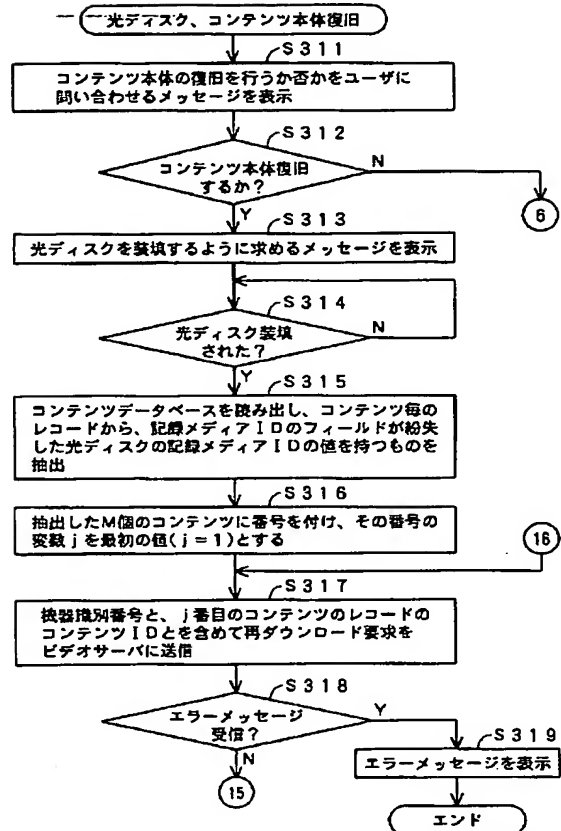 光ディスク、コンテンツ本体復旧
S311
コンテンツ本体の復旧を行うか否かをユーザに
問い合わせるメッセージを表示
S312
コンテンツ本体復旧
するか?
N
6
Y
S313
光ディスクを装填するように求めるメッセージを表示
S314
光ディスク装填
された?
N
Y
S315
コンテンツデータベースを読み出し、コンテンツ毎の
レコードから、記録メディアIDのフィールドが紛失
した光ディスクの記録メディアIDの値を持つものを
抽出
S316
抽出したM個のコンテンツに番号を付け、その番号の
変数jを最初の値(j=1)とする
16
S317
機器識別番号と、j番目のコンテンツのレコードの
コンテンツIDとを含めて再ダウンロード要求を
ビデオサーバに送信
S318
エラーメッセージ
受信?
Y
S319
N
エラーメッセージを表示
15
エンド